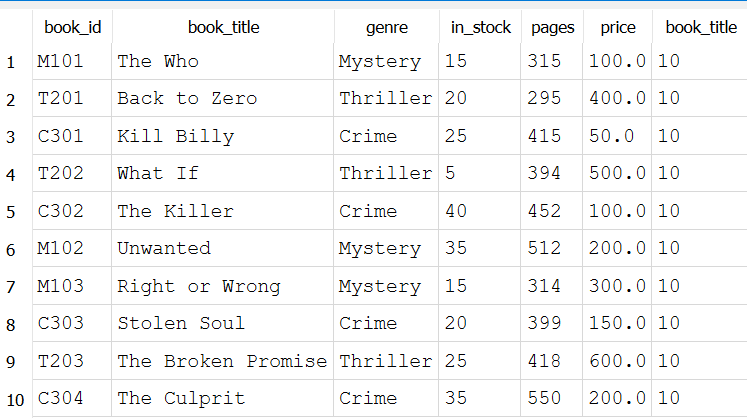 book_id book_title genre in_stock pages price book_title
1 M101 The Who Mystery 15 315 100.0 10
2 T201 Back to Zero Thriller 20 295 400.0 10
3 C301 Kill Billy Crime 25 415 50.0 10
4 T202 What If Thriller 5 394 500.0 10
5 C302 The Killer Crime 40 452 100.0 10
6 M102 Unwanted Mystery 35 512 200.0 10
7 M103 Right or Wrong Mystery 15 314 300.0 10
8 C303 Stolen Soul Crime 20 399 150.0 10
9 T203 The Broken Promise Thriller 25 418 600.0 10
10 C304 The Culprit Crime 35 550 200.0 10